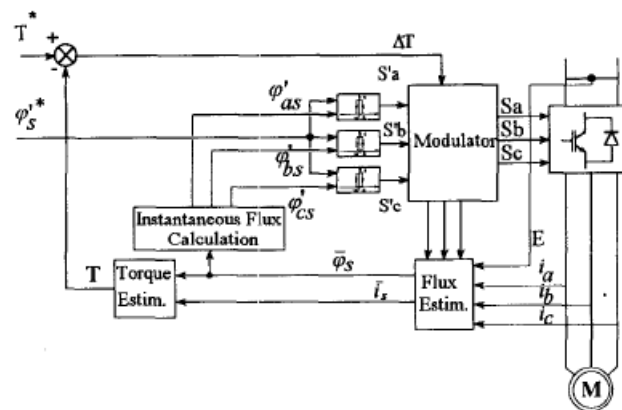 T*
+
-
ΔT
φ's*
φ'as
φ'bs
φ'cs
S'a
S'b
S'c
Modulator
Sa
Sb
Sc
Instantaneous Flux
Calculation
E
T
Torque
Estim.
φ̄s
īs
Flux
Estim.
ia
ib
ic
M